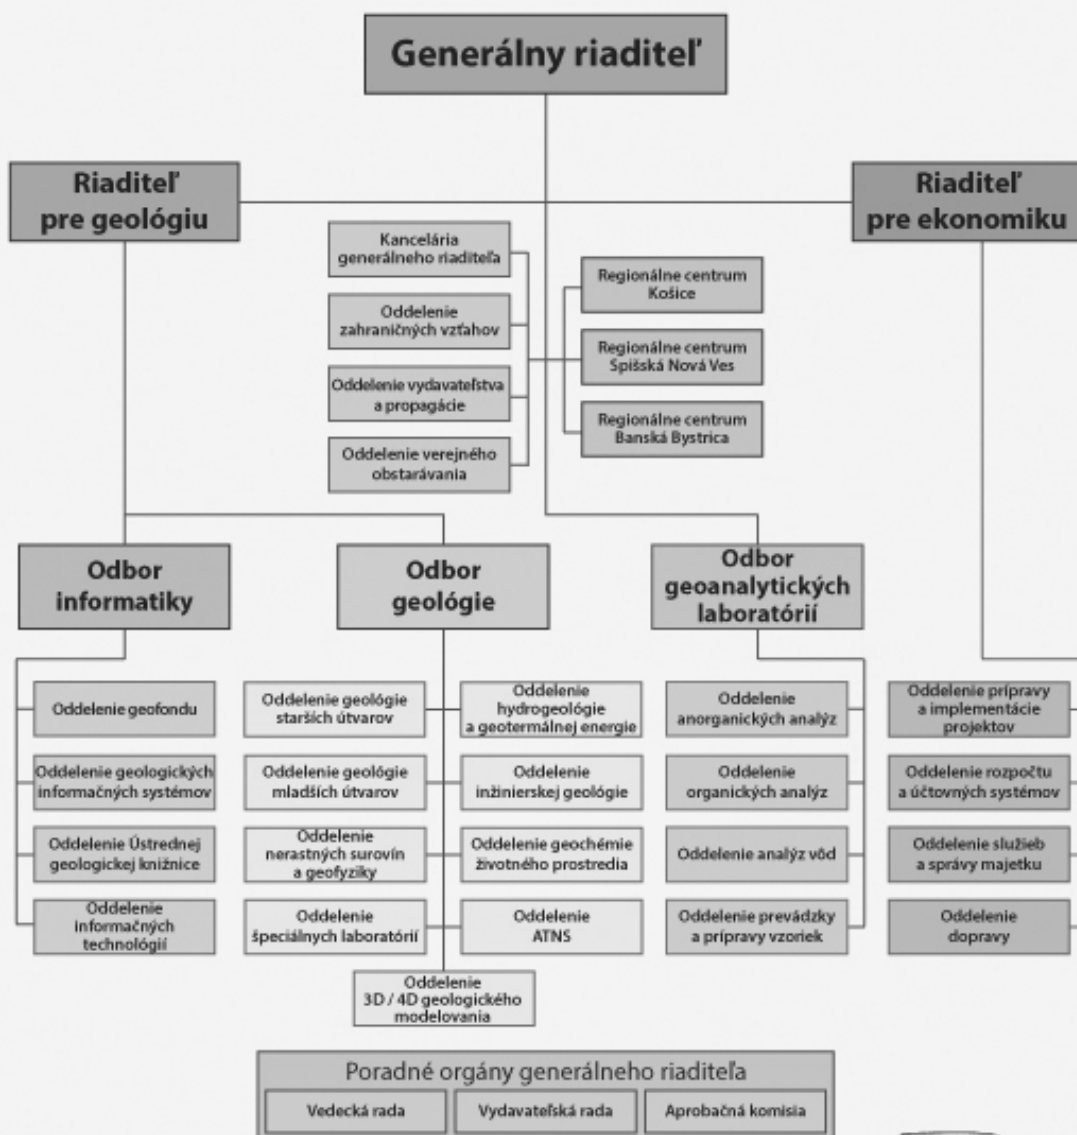 Generálny riaditeľ
Riaditeľ
pre geológiu
Riaditeľ
pre ekonomiku
Kancelária
generálneho riaditeľa
Oddelenie
zahraničných vzťahov
Oddelenie vydavateľstva
a propagácie
Oddelenie verejného
obstarávania
Regionálne centrum
Košice
Regionálne centrum
Spišská Nová Ves
Regionálne centrum
Banská Bystrica
Odbor
informatiky
Odbor
geológie
Odbor
geoanalytických
laboratórií
Oddelenie geofondu
Oddelenie geologických
informačných systémov
Oddelenie Ústrednej
geologickej knižnice
Oddelenie
informačných
technológií
Oddelenie geológie
starších útvarov
Oddelenie geológie
mladších útvarov
Oddelenie
nerastných surovín
a geofyziky
Oddelenie
špeciálnych laboratórií
Oddelenie
hydrogeológie
a geotermálnej energie
Oddelenie
inžinierskej geológie
Oddelenie geochémie
životného prostredia
Oddelenie
ATNS
Oddelenie
3D / 4D geologického
modelovania
Oddelenie
anorganických analýz
Oddelenie
organických analýz
Oddelenie analýz vôd
Oddelenie prevádzky
a prípravy vzoriek
Oddelenie prípravy
a implementácie
projektov
Oddelenie rozpočtu
a účtovných systémov
Oddelenie služieb
a správy majetku
Oddelenie
dopravy
Poradné orgány generálneho riaditeľa
Vedecká rada
Vydavateľská rada
Aprobačná komisia